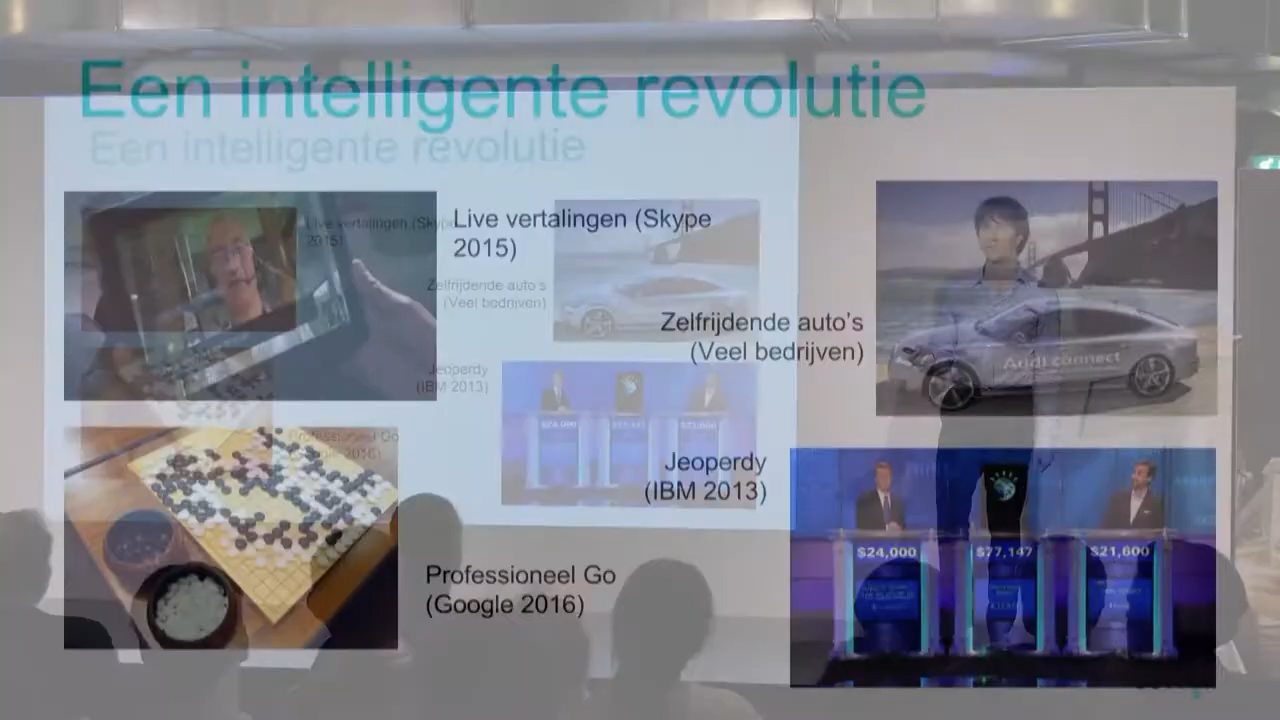 Een intelligente revolutie
Een intelligente revolutie
Live vertalingen (Skype
2015)
Live vertalingen (Skype
2015)
Zelfrijdende auto's
(Veel bedrijven)
Zelfrijdende auto's
(Veel bedrijven)
Audi connect
Jeoperdy
(IBM 2013)
Jeoperdy
(IBM 2013)
$24,000
$77,147
$21,600
Professioneel Go
(Google 2016)